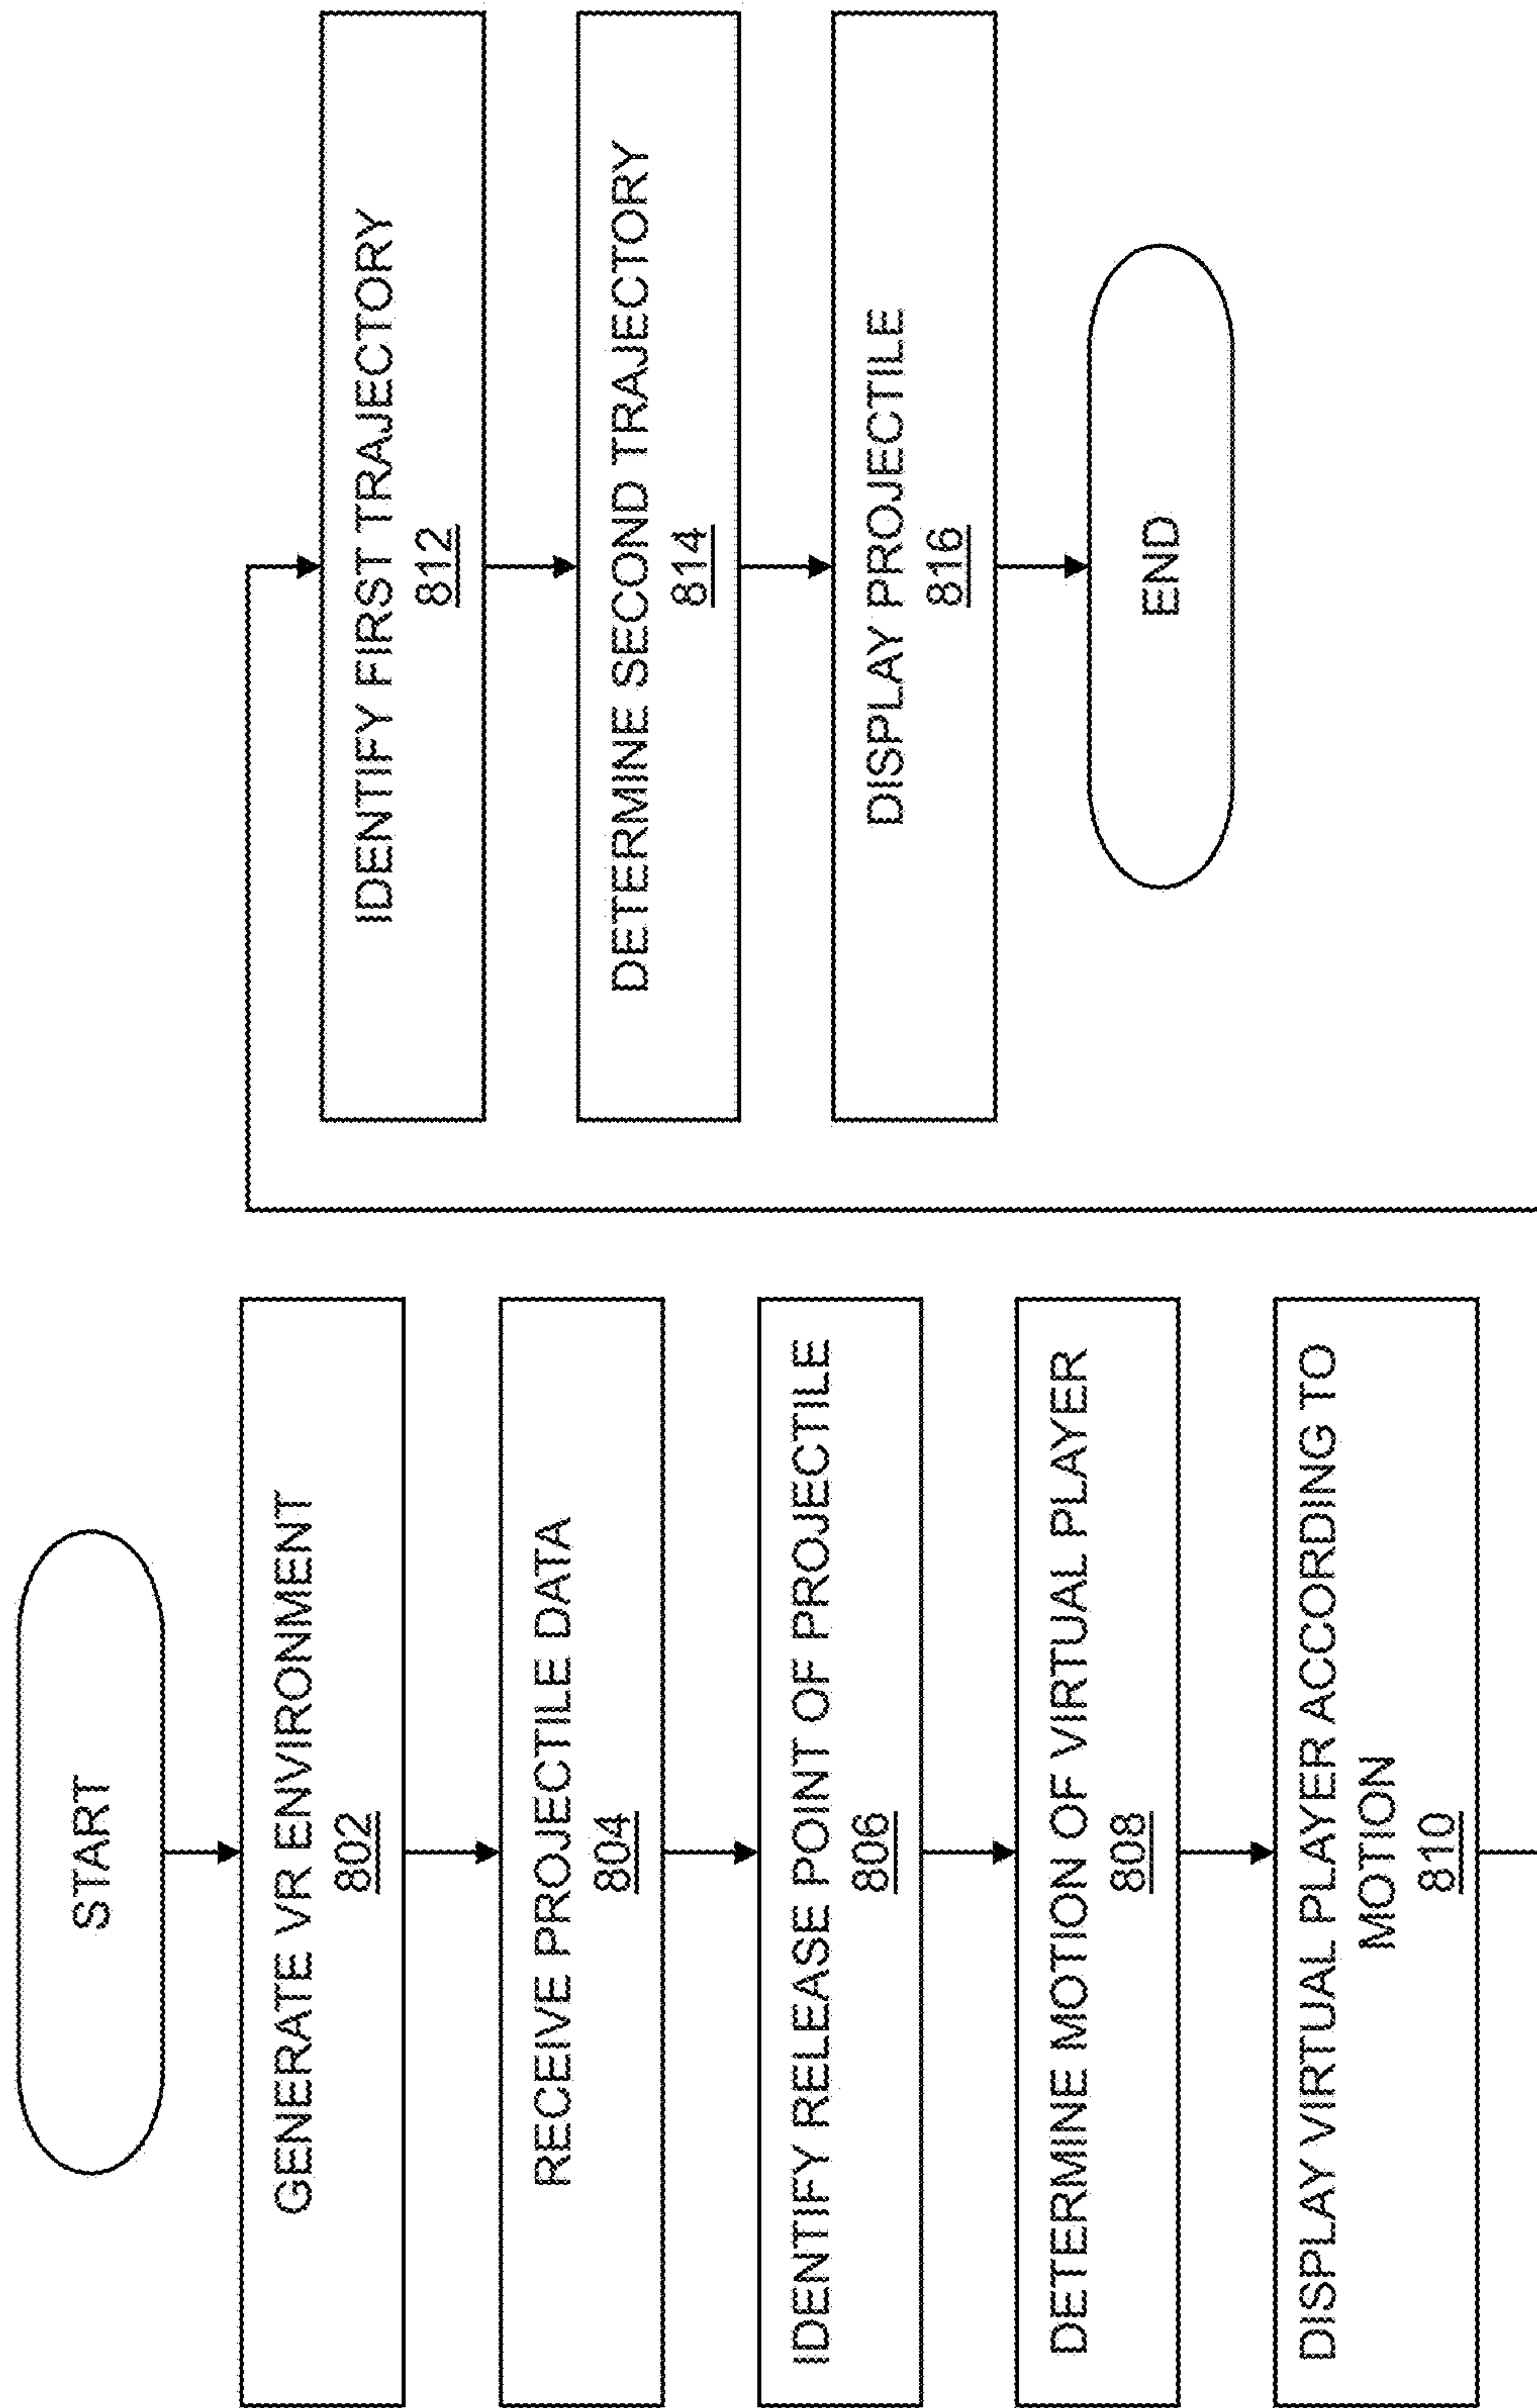 START
GENERATE VR ENVIRONMENT
802
RECEIVE PROJECTILE DATA
804
IDENTIFY RELEASE POINT OF PROJECTILE
806
DETERMINE MOTION OF VIRTUAL PLAYER
808
DISPLAY VIRTUAL PLAYER ACCORDING TO
MOTION
810
IDENTIFY FIRST TRAJECTORY
812
DETERMINE SECOND TRAJECTORY
814
DISPLAY PROJECTILE
816
END